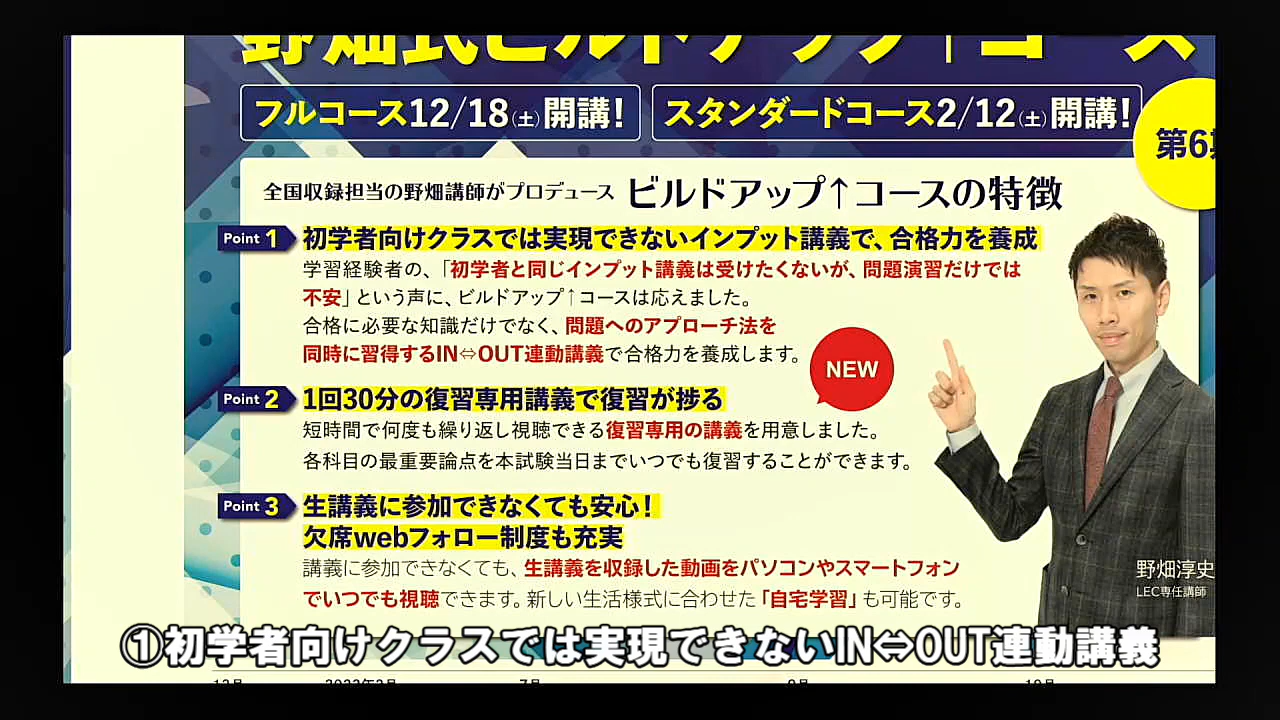 野畑式ビルドアップ↑コース
フルコース12/18(土)開講!
スタンダードコース2/12(土)開講!
第6期
全国収録担当の野畑講師がプロデュース ビルドアップ↑コースの特徴
Point 1 初学者向けクラスでは実現できないインプット講義で、合格力を養成
学習経験者の、「初学者と同じインプット講義は受けたくないが、問題演習だけでは
不安」という声に、ビルドアップ↑コースは応えました。
合格に必要な知識だけでなく、問題へのアプローチ法を
同時に習得するIN⇔OUT連動講義で合格力を養成します。
NEW
Point 2 1回30分の復習専用講義で復習が捗る
短時間で何度も繰り返し視聴できる復習専用の講義を用意しました。
各科目の最重要論点を本試験当日までいつでも復習することができます。
Point 3 生講義に参加できなくても安心!
欠席webフォロー制度も充実
講義に参加できなくても、生講義を収録した動画をパソコンやスマートフォン
でいつでも視聴できます。新しい生活様式に合わせた「自宅学習」も可能です。
野畑淳史
LEC専任講師
①初学者向けクラスでは実現できないIN⇔OUT連動講義